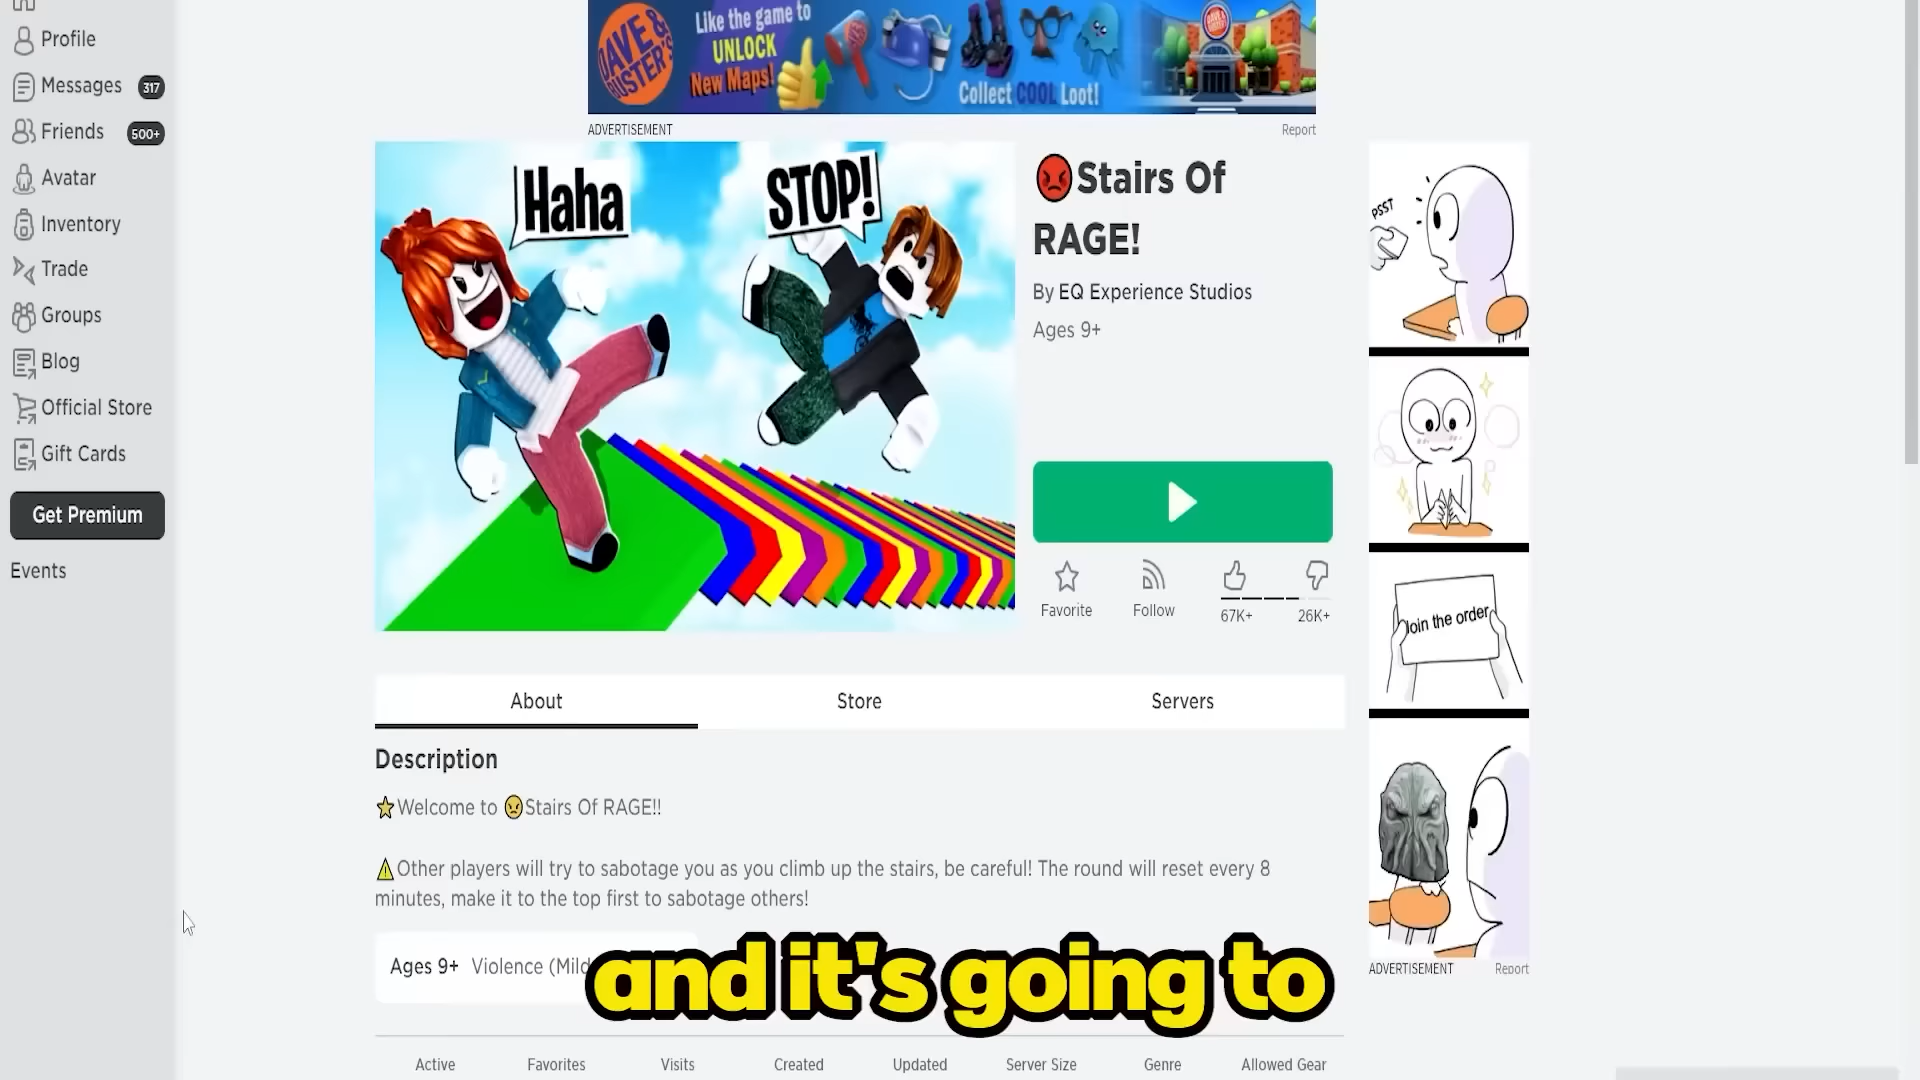 Profile
Messages 317
Friends 500+
Avatar
Inventory
Trade
Groups
Blog
Official Store
Gift Cards
Get Premium
Events
DAVE & BUSTER'S
Like the game to
UNLOCK
New Maps!
Collect COOL Loot!
DAVE & BUSTER'S
ADVERTISEMENT
Report
Haha
STOP!
Stairs Of
RAGE!
By EQ Experience Studios
Ages 9+
Favorite
Follow
67K+
26K+
PSST
Join the order
ADVERTISEMENT
Report
About
Store
Servers
Description
Welcome to Stairs Of RAGE!!
Other players will try to sabotage you as you climb up the stairs, be careful! The round will reset every 8
minutes, make it to the top first to sabotage others!
Ages 9+ Violence (Mild
and it's going to
Active
Favorites
Visits
Created
Updated
Server Size
Genre
Allowed Gear